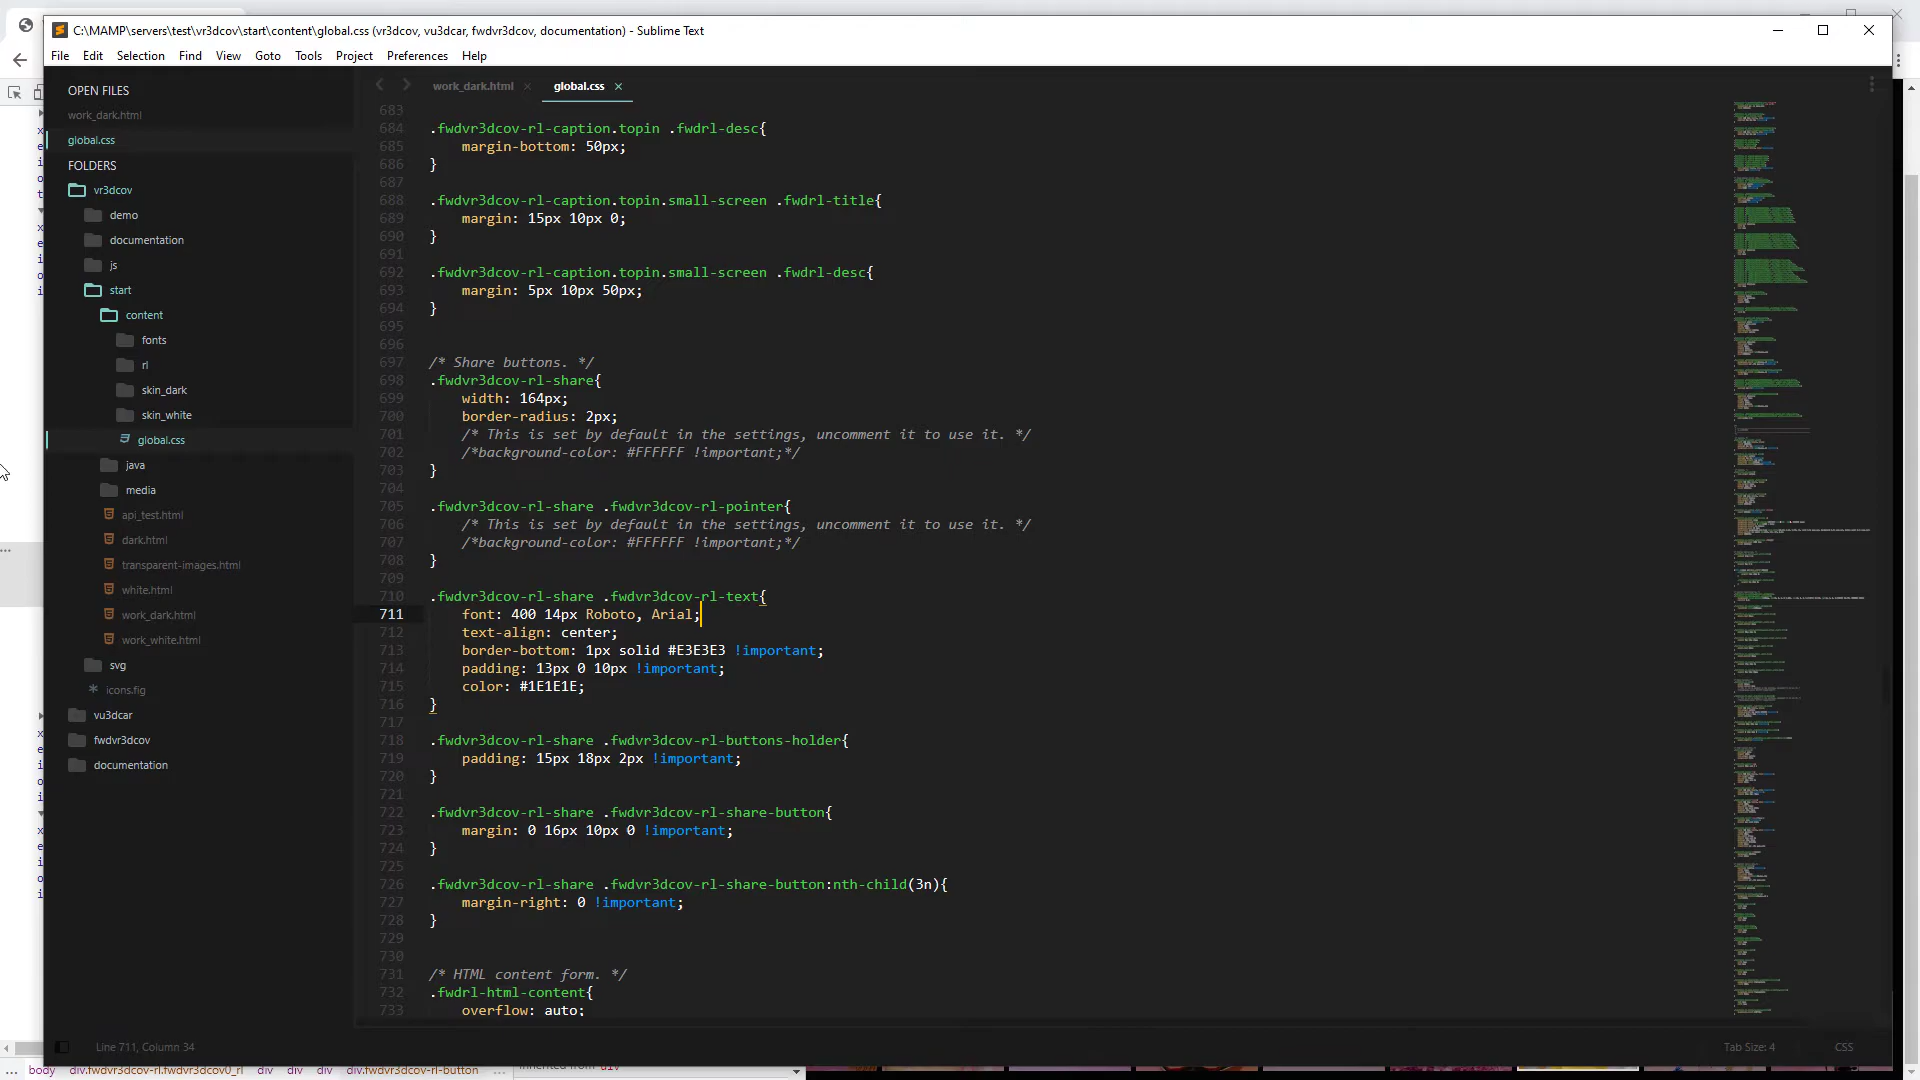 C:\MAMP\servers\test\vr3dcov\start\content\global.css (vr3dcov, vu3dcar, fwdvr3dcov, documentation) - Sublime Text
File Edit Selection Find View Goto Tools Project Preferences Help
OPEN FILES
work_dark.html
global.css
FOLDERS
vr3dcov
demo
documentation
js
start
content
fonts
rl
skin_dark
skin_white
global.css
java
media
api_test.html
dark.html
transparent-images.html
white.html
work_dark.html
work_white.html
svg
icons.fig
vu3dcar
fwdvr3dcov
documentation
work_dark.html × global.css ×
683
684 .fwdvr3dcov-rl-caption.topin .fwdrl-desc{
685 margin-bottom: 50px;
686 }
687
688 .fwdvr3dcov-rl-caption.topin.small-screen .fwdrl-title{
689 margin: 15px 10px 0;
690 }
691
692 .fwdvr3dcov-rl-caption.topin.small-screen .fwdrl-desc{
693 margin: 5px 10px 50px;
694 }
695
696
697 /* Share buttons. */
698 .fwdvr3dcov-rl-share{
699 width: 164px;
700 border-radius: 2px;
701 /* This is set by default in the settings, uncomment it to use it. */
702 /*background-color: #FFFFFF !important;*/
703 }
704
705 .fwdvr3dcov-rl-share .fwdvr3dcov-rl-pointer{
706 /* This is set by default in the settings, uncomment it to use it. */
707 /*background-color: #FFFFFF !important;*/
708 }
709
710 .fwdvr3dcov-rl-share .fwdvr3dcov-rl-text{
711 font: 400 14px Roboto, Arial;
712 text-align: center;
713 border-bottom: 1px solid #E3E3E3 !important;
714 padding: 13px 0 10px !important;
715 color: #1E1E1E;
716 }
717
718 .fwdvr3dcov-rl-share .fwdvr3dcov-rl-buttons-holder{
719 padding: 15px 18px 2px !important;
720 }
721
722 .fwdvr3dcov-rl-share .fwdvr3dcov-rl-share-button{
723 margin: 0 16px 10px 0 !important;
724 }
725
726 .fwdvr3dcov-rl-share .fwdvr3dcov-rl-share-button:nth-child(3n){
727 margin-right: 0 !important;
728 }
729
730
731 /* HTML content form. */
732 .fwdrl-html-content{
733 overflow: auto;
Line 711, Column 34
Tab Size: 4
CSS
... body div.fwdvr3dcov-rl.fwdvr3dcov0_rl div div div div.fwdvr3dcov-rl-button ...